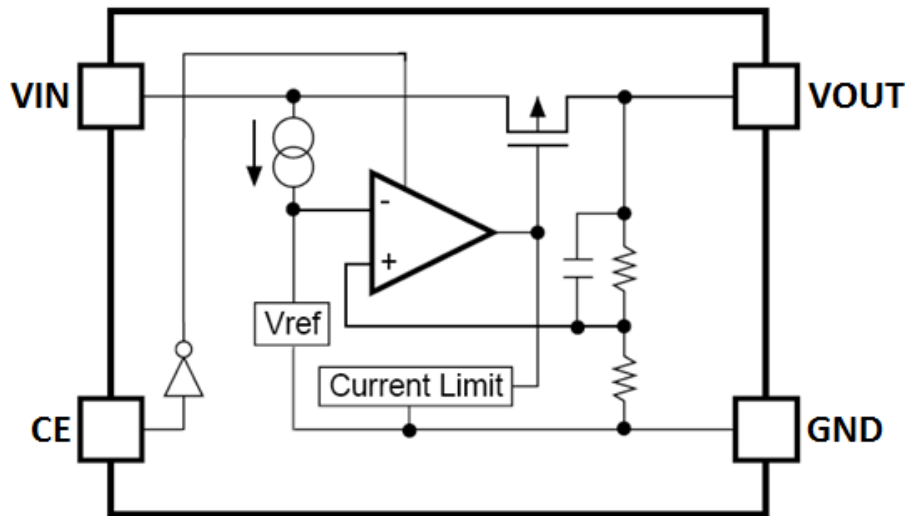 VIN
VOUT
-
+
Vref
Current Limit
CE
GND